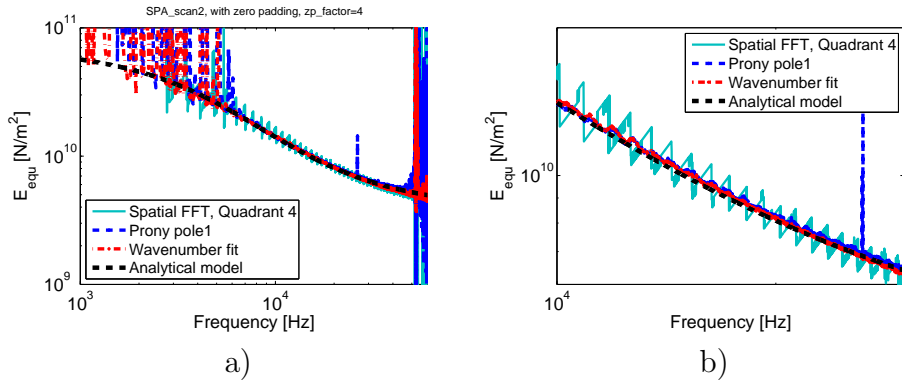 SPA_scan2, with zero padding, zp_factor=4
10^11
10^10
10^9
E_equ [N/m^2]
Spatial FFT, Quadrant 4
Prony pole1
Wavenumber fit
Analytical model
10^3
10^4
Frequency [Hz]
a)
10^10
E_equ [N/m^2]
Spatial FFT, Quadrant 4
Prony pole1
Wavenumber fit
Analytical model
10^4
Frequency [Hz]
b)